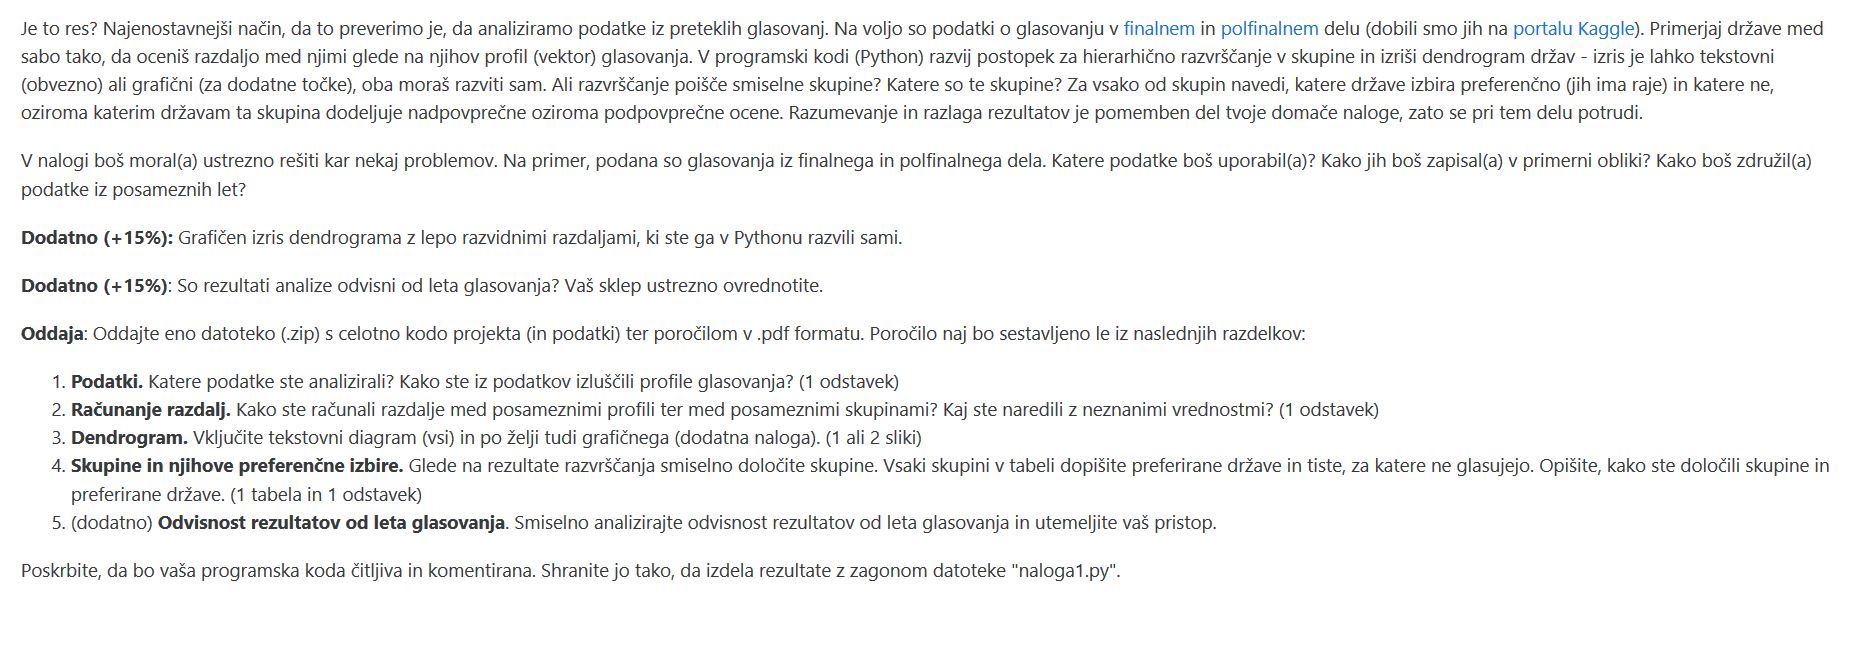 Je to res? Najenostavnejši način, da to preverimo je, da analiziramo podatke iz preteklih glasovanj. Na voljo so podatki o glasovanju v finalnem in polfinalnem delu (dobili smo jih na portalu Kaggle). Primerjaj države med
sabo tako, da oceniš razdaljo med njimi glede na njihov profil (vektor) glasovanja. V programski kodi (Python) razvij postopek za hierarhično razvrščanje v skupine in izriši dendrogram držav - izris je lahko tekstovni
(obvezno) ali grafični (za dodatne točke), oba moraš razviti sam. Ali razvrščanje poišče smiselne skupine? Katere so te skupine? Za vsako od skupin navedi, katere države izbira preferenčno (jih ima raje) in katere ne,
oziroma katerim državam ta skupina dodeljuje nadpovprečne oziroma podpovprečne ocene. Razumevanje in razlaga rezultatov je pomemben del tvoje domače naloge, zato se pri tem delu potrudi.
V nalogi boš moral(a) ustrezno rešiti kar nekaj problemov. Na primer, podana so glasovanja iz finalnega in polfinalnega dela. Katere podatke boš uporabil(a)? Kako jih boš zapisal(a) v primerni obliki? Kako boš združil(a)
podatke iz posameznih let?
Dodatno (+15%): Grafičen izris dendrograma z lepo razvidnimi razdaljami, ki ste ga v Pythonu razvili sami.
Dodatno (+15%): So rezultati analize odvisni od leta glasovanja? Vaš sklep ustrezno ovrednotite.
Oddaja: Oddajte eno datoteko (.zip) s celotno kodo projekta (in podatki) ter poročilom v .pdf formatu. Poročilo naj bo sestavljeno le iz naslednjih razdelkov:
1. Podatki. Katere podatke ste analizirali? Kako ste iz podatkov izluščili profile glasovanja? (1 odstavek)
2. Računanje razdalj. Kako ste računali razdalje med posameznimi profili ter med posameznimi skupinami? Kaj ste naredili z neznanimi vrednostmi? (1 odstavek)
3. Dendrogram. Vključite tekstovni diagram (vsi) in po želji tudi grafičnega (dodatna naloga). (1 ali 2 sliki)
4. Skupine in njihove preferenčne izbire. Glede na rezultate razvrščanja smiselno določite skupine. Vsaki skupini v tabeli dopišite preferirane države in tiste, za katere ne glasujejo. Opišite, kako ste določili skupine in
preferirane države. (1 tabela in 1 odstavek)
5. (dodatno) Odvisnost rezultatov od leta glasovanja. Smiselno analizirajte odvisnost rezultatov od leta glasovanja in utemeljite vaš pristop.
Poskrbite, da bo vaša programska koda čitljiva in komentirana. Shranite jo tako, da izdela rezultate z zagonom datoteke "naloga1.py".